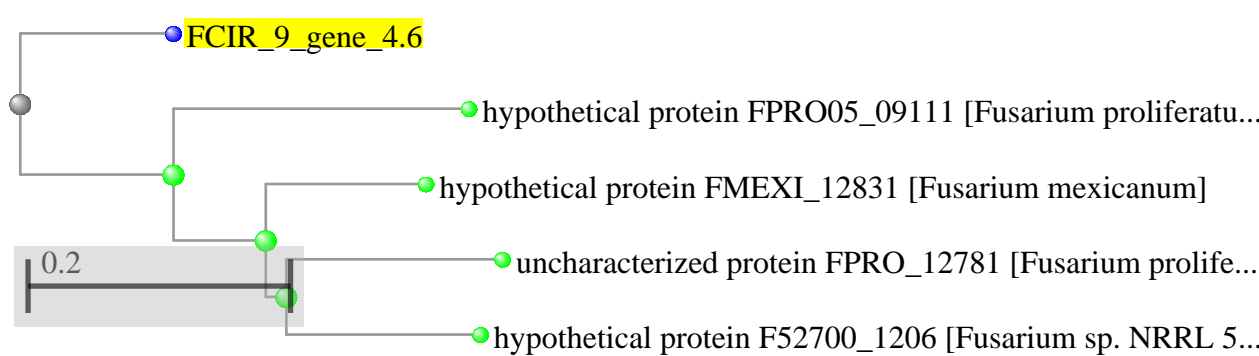 FCIR_9_gene_4.6
hypothetical protein FPRO05_09111 [Fusarium proliferatu...
hypothetical protein FMEXI_12831 [Fusarium mexicanum]
0.2
uncharacterized protein FPRO_12781 [Fusarium prolife...
hypothetical protein F52700_1206 [Fusarium sp. NRRL 5...